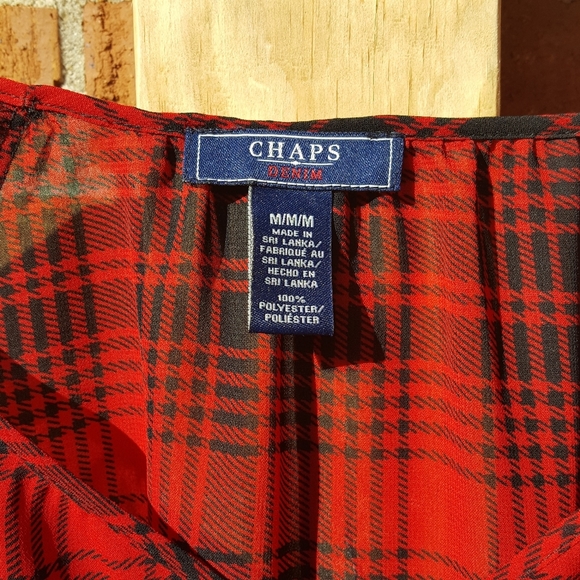 CHAPS
DENIM
M/M/M
MADE IN
SRI LANKA/
FABRIQUÉ AU
SRI LANKA/
HECHO EN
SRI LANKA
100%
POLYESTER/
POLIÉSTER